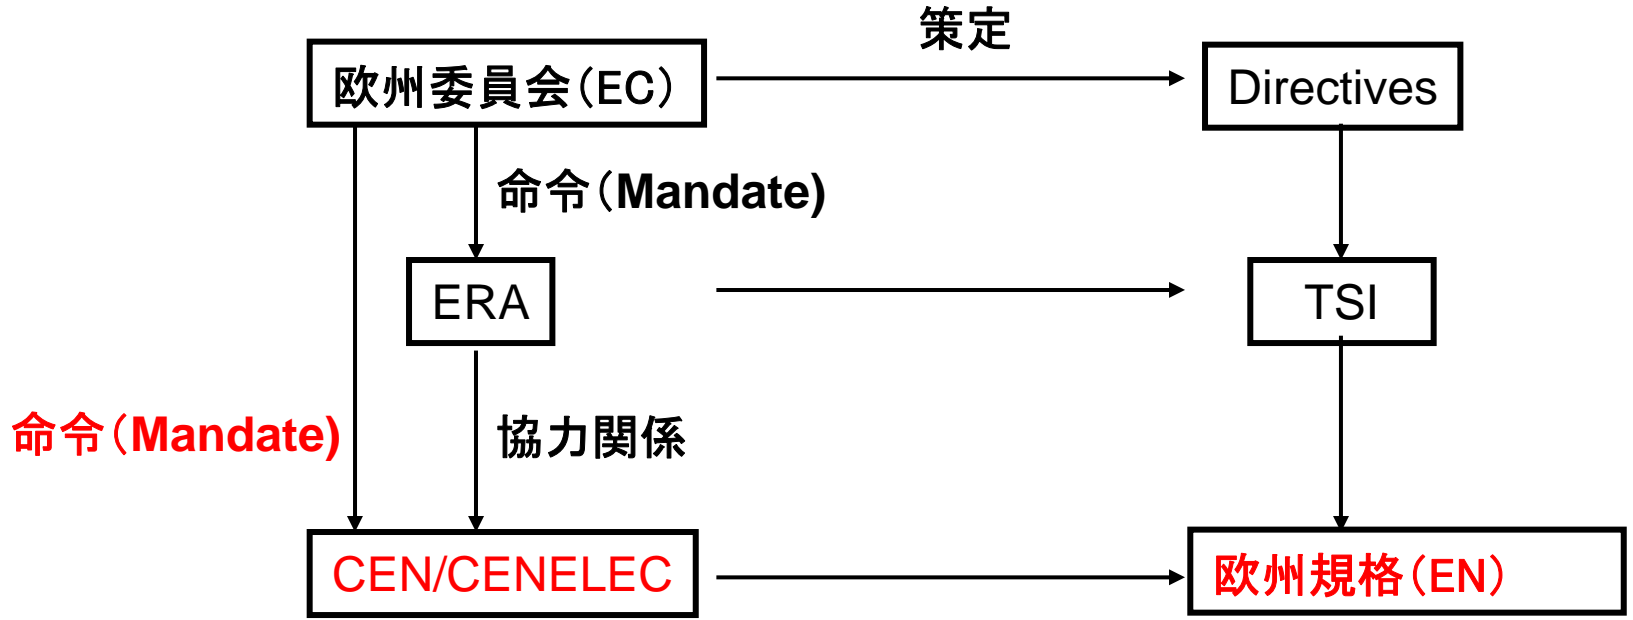 策定
欧州委員会（EC）
Directives
命令（Mandate)
ERA
TSI
命令（Mandate)
協力関係
CEN/CENELEC
欧州規格（EN）